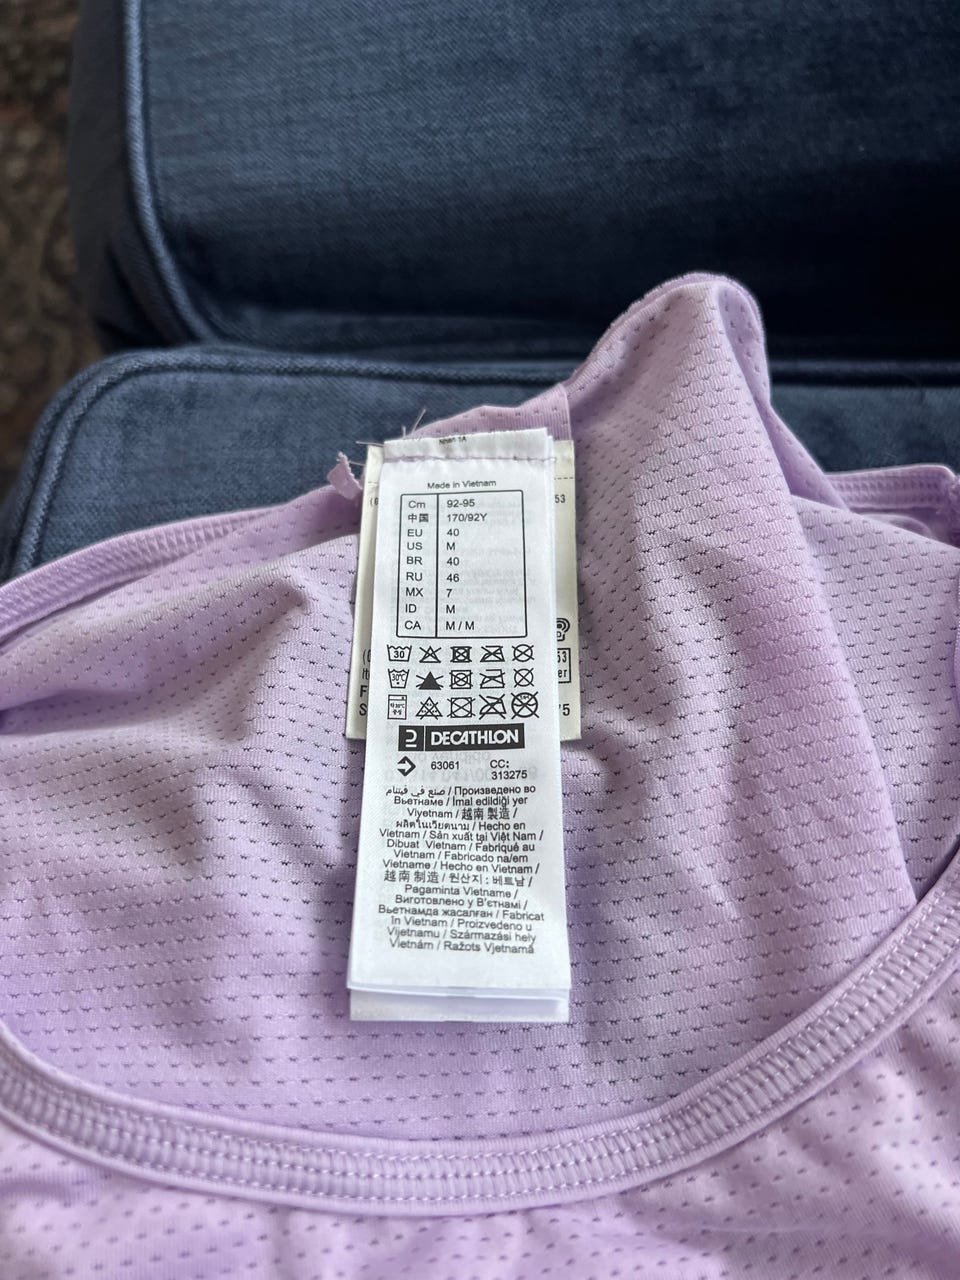 Made in Vietnam
Cm 92-95
中国 170/92Y
EU 40
US M
BR 40
RU 46
MX 7
ID M
CA M / M
30
30°C
DECATHLON
63061 CC:
313275
صنع في فيتنام / Произведено во
Вьетнаме / İmal edildiği yer
Viyetnam / 越南 製造 /
ผลิตในเวียดนาม / Hecho en
Vietnam / Sản xuất tại Việt Nam /
Dibuat Vietnam / Fabriqué au
Vietnam / Fabricado na/em
Vietname / Hecho en Vietnam /
越南 制造 / 원산지 : 베트남 /
Pagaminta Vietname /
Виготовлено у В'єтнамі /
Вьетнамда жасалған / Fabricat
în Vietnam / Proizvedeno u
Vijetnamu / Származási hely
Vietnám / Ražots Vjetnamā